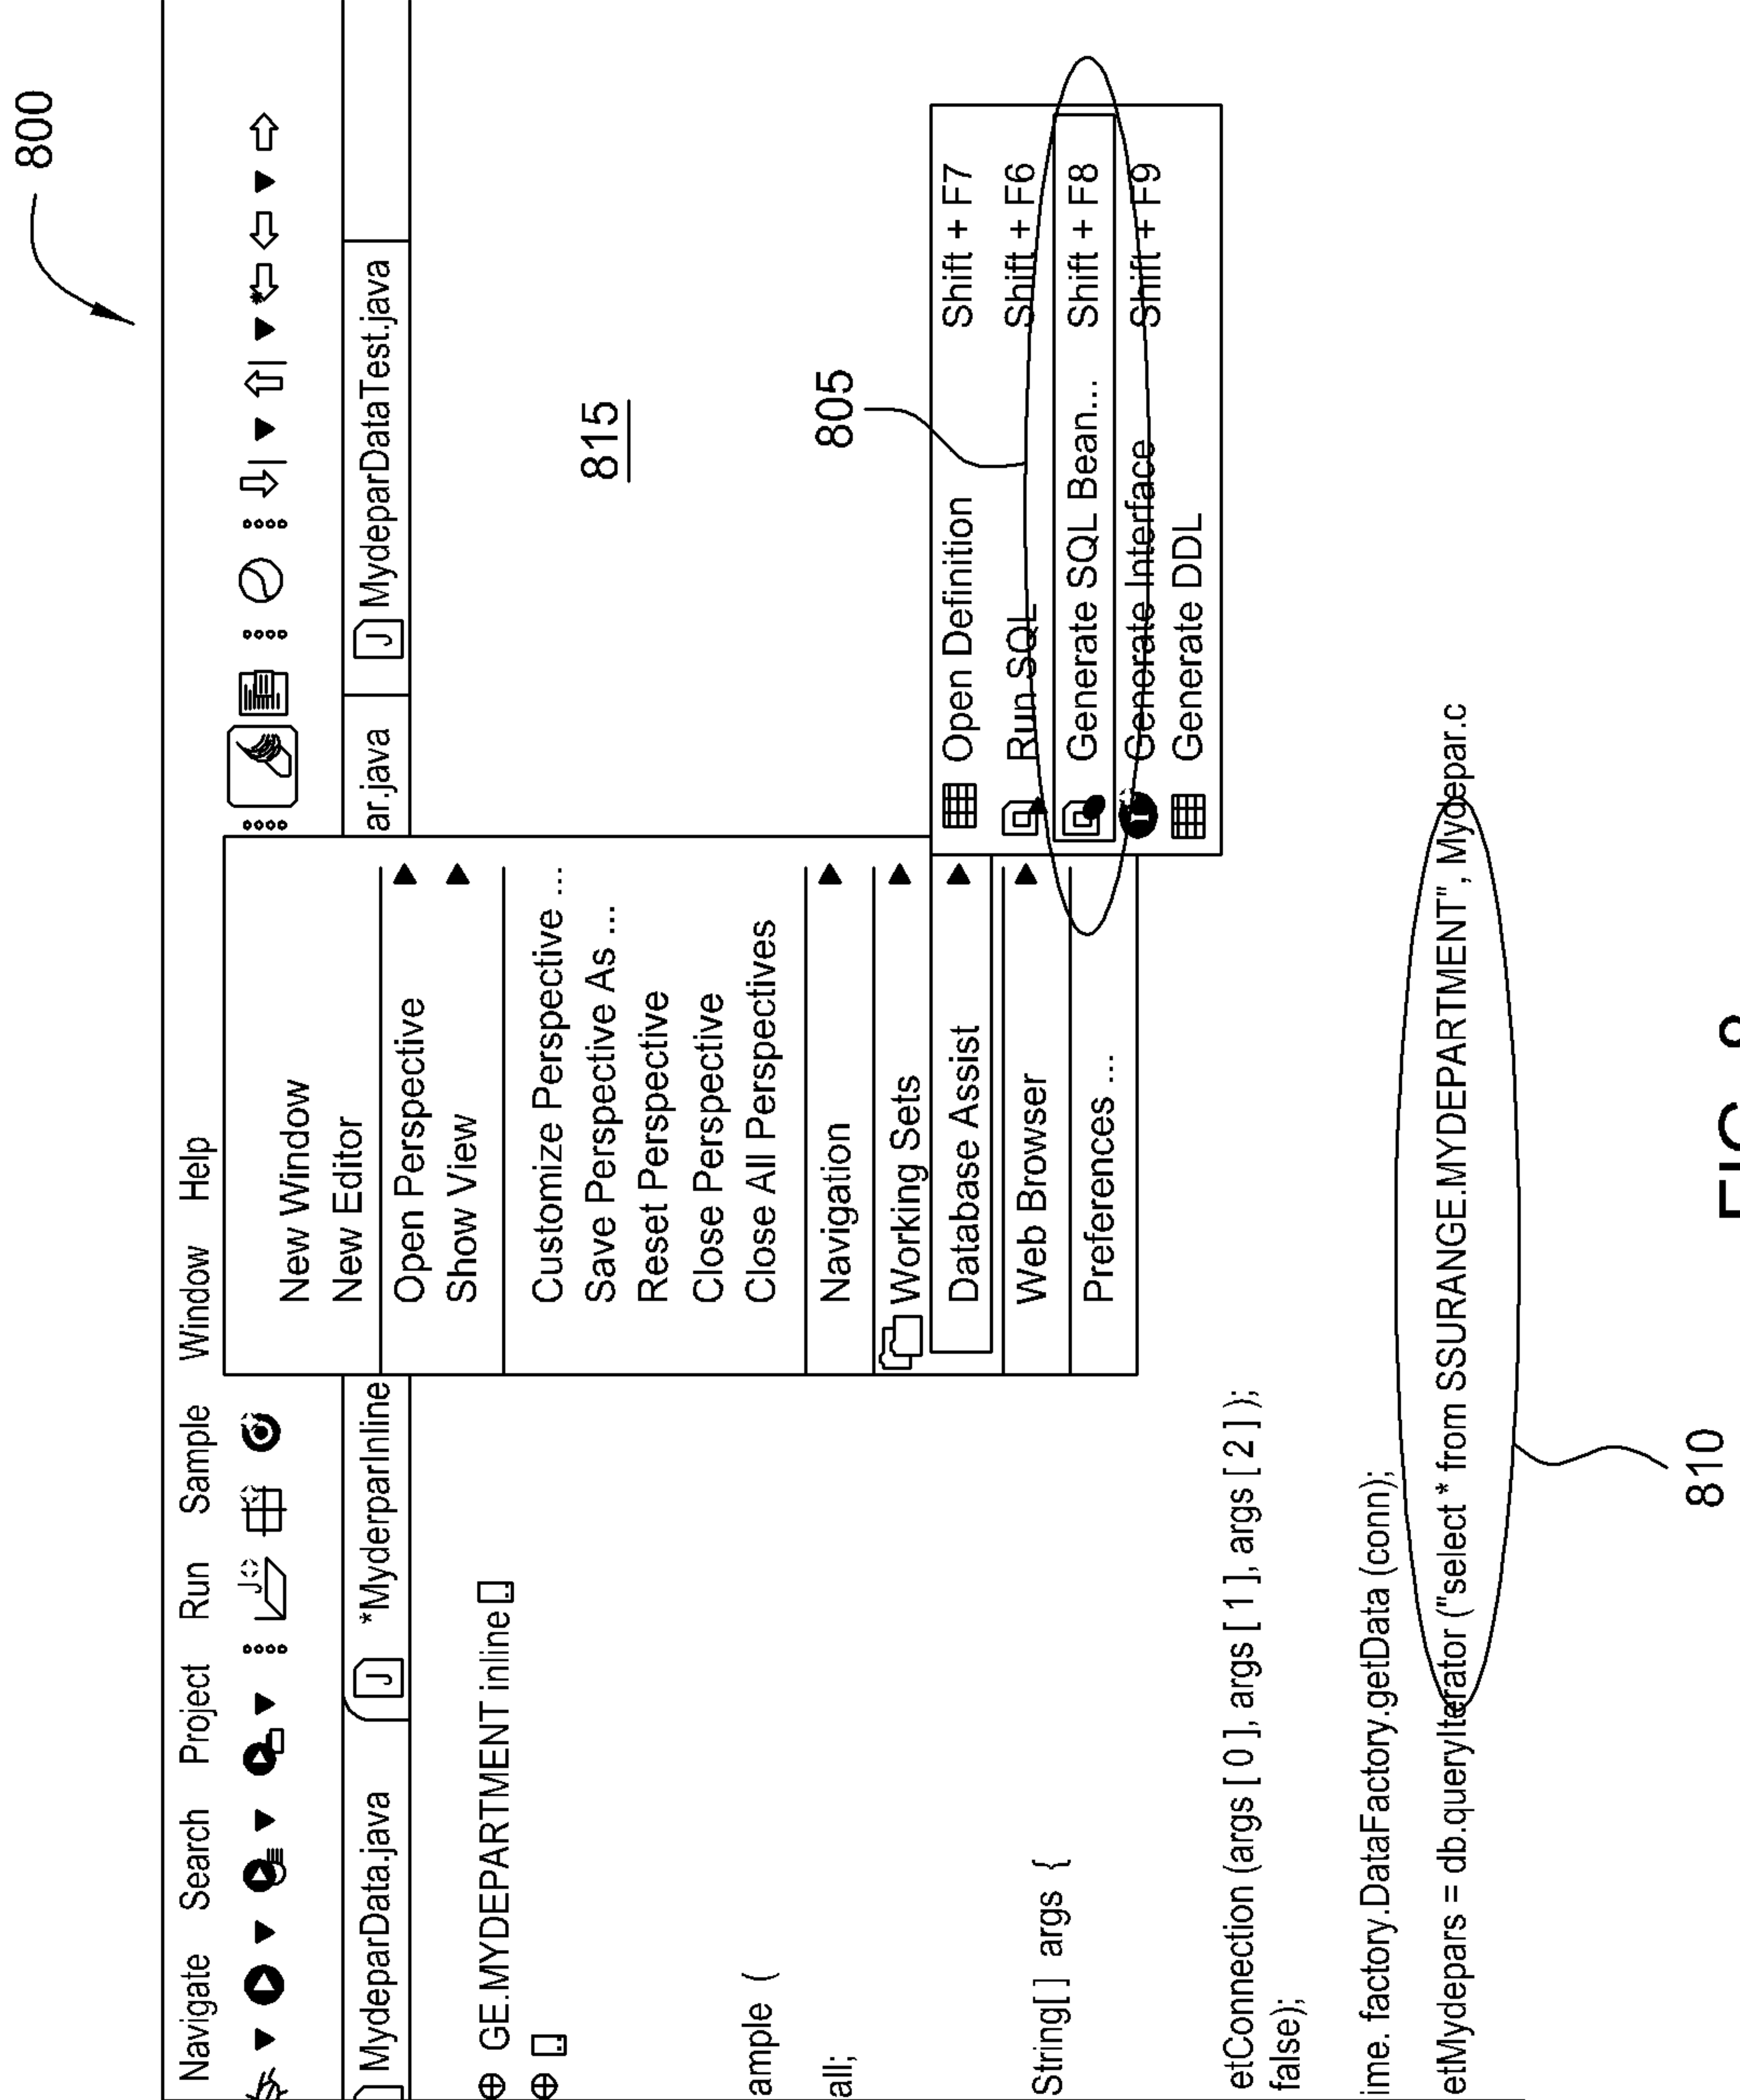 800
Navigate Search Project Run Sample Window Help
MydeparData.java
*MyderparInline
ar.java
MydeparDataTest.java
New Window
New Editor
Open Perspective
Show View
Customize Perspective ...
Save Perspective As ...
Reset Perspective
Close Perspective
Close All Perspectives
Navigation
Working Sets
Database Assist
Web Browser
Preferences ...
815
805
Open Definition Shift + F7
Run SQL Shift + F6
Generate SQL Bean... Shift + F8
Generate Interface Shift + F9
Generate DDL
GE.MYDEPARTMENT inline
ample (
all;
String[ ] args {
etConnection (args [ 0 ], args [ 1 ], args [ 2 ] );
false);
ime. factory.DataFactory.getData (conn);
etMydepars = db.queryIterator ("select * from SSURANGE.MYDEPARTMENT", Mydepar.c
810